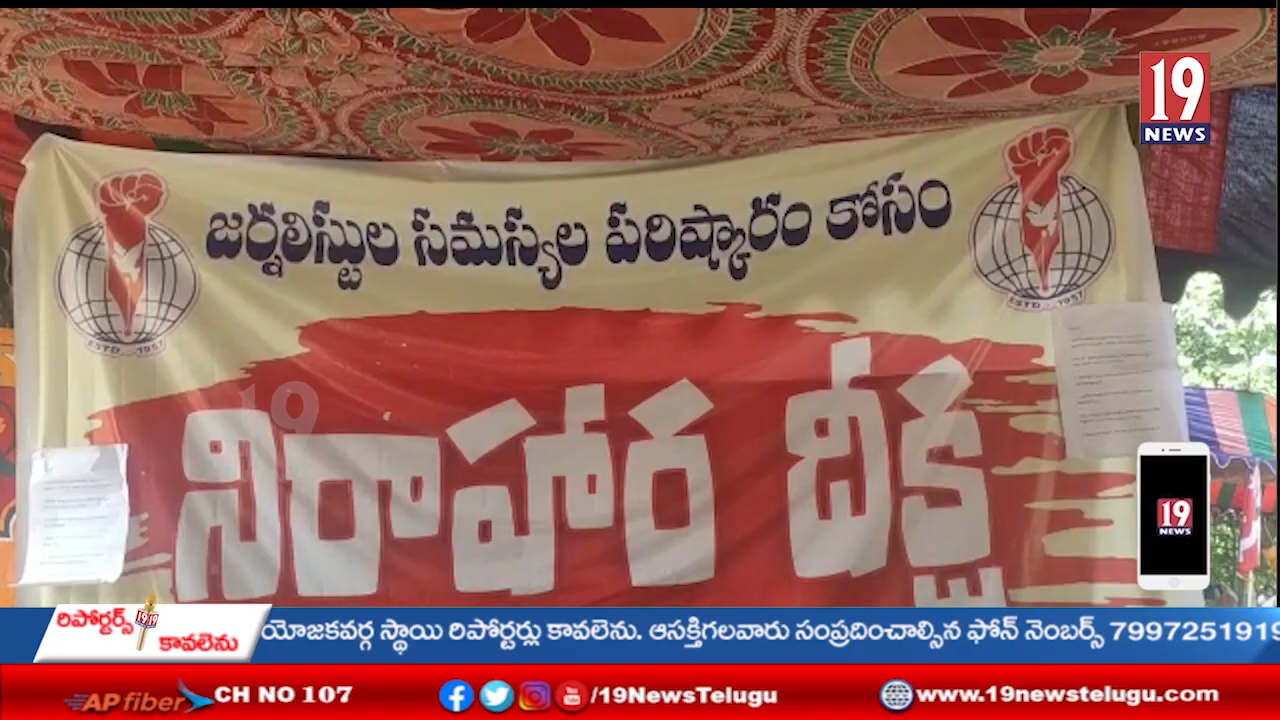 19
NEWS
జర్నలిస్టుల సమస్యల పరిష్కారం కోసం
ESTD 1957
ESTD 1957
నిరాహార దీక్ష
19
19
NEWS
రిపోర్టర్స్
కావలెను
యోజకవర్గ స్థాయి రిపోర్టర్లు కావలెను. ఆసక్తిగలవారు సంప్రదించాల్సిన ఫోన్ నెంబర్స్ 7997251919
AP fiber CH NO 107
/19NewsTelugu
www.19newstelugu.com